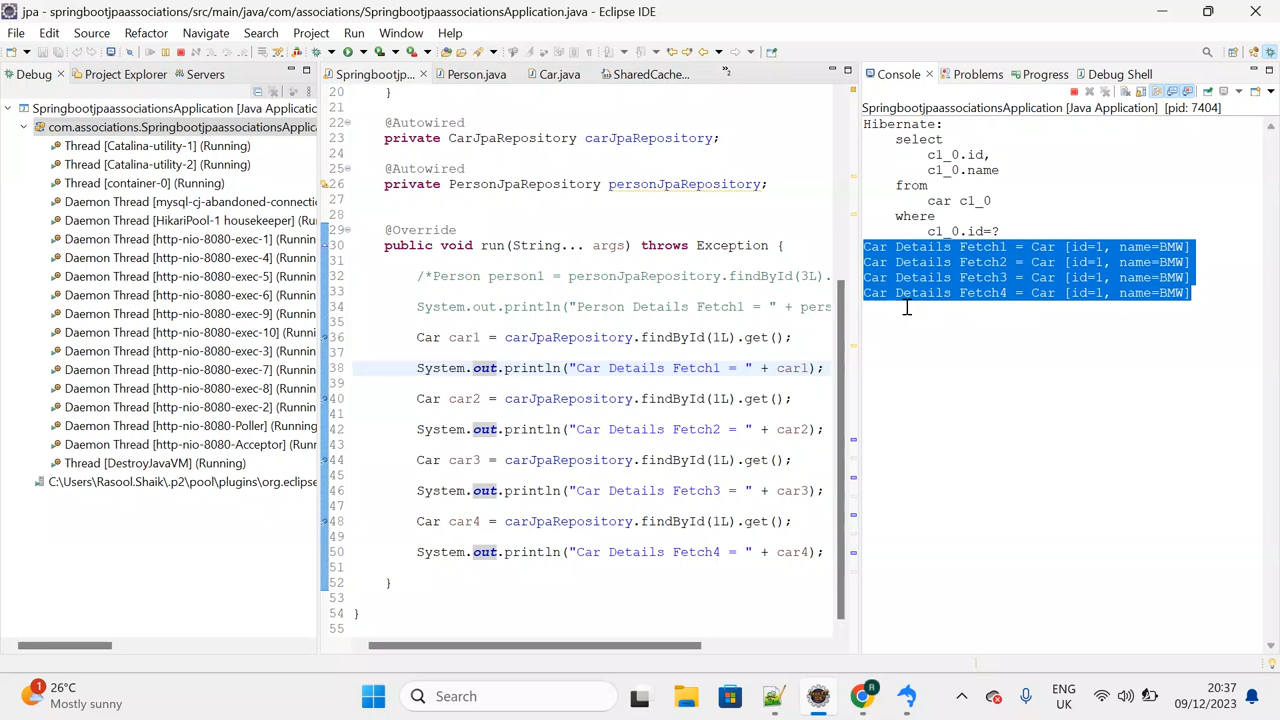 jpa - springbootjpaassociations/src/main/java/com/associations/SpringbootjpaassociationsApplication.java - Eclipse IDE
File Edit Source Refactor Navigate Search Project Run Window Help
Debug Project Explorer Servers
SpringbootjpaassociationsApplication [Java Applicatio
com.associations.SpringbootjpaassociationsApplic
Thread [Catalina-utility-1] (Running)
Thread [Catalina-utility-2] (Running)
Thread [container-0] (Running)
Daemon Thread [mysql-cj-abandoned-connecti
Daemon Thread [HikariPool-1 housekeeper] (Ru
Daemon Thread [http-nio-8080-exec-1] (Runnin
Daemon Thread [http-nio-8080-exec-4] (Runnin
Daemon Thread [http-nio-8080-exec-5] (Runnin
Daemon Thread [http-nio-8080-exec-6] (Runnin
Daemon Thread [http-nio-8080-exec-9] (Runnin
Daemon Thread [http-nio-8080-exec-10] (Runni
Daemon Thread [http-nio-8080-exec-3] (Runnin
Daemon Thread [http-nio-8080-exec-7] (Runnin
Daemon Thread [http-nio-8080-exec-8] (Runnin
Daemon Thread [http-nio-8080-exec-2] (Runnin
Daemon Thread [http-nio-8080-Poller] (Running
Daemon Thread [http-nio-8080-Acceptor] (Runn
Thread [DestroyJavaVM] (Running)
C:\Users\Rasool.Shaik\.p2\pool\plugins\org.eclipse
Springbootjp... Person.java Car.java SharedCache... »2
20 }
21
22 @Autowired
23 private CarJpaRepository carJpaRepository;
24
25 @Autowired
26 private PersonJpaRepository personJpaRepository;
27
28
29 @Override
30 public void run(String... args) throws Exception {
31
32 /*Person person1 = personJpaRepository.findById(3L).
33
34 System.out.println("Person Details Fetch1 = " + pers
35
36 Car car1 = carJpaRepository.findById(1L).get();
37
38 System.out.println("Car Details Fetch1 = " + car1);
39
40 Car car2 = carJpaRepository.findById(1L).get();
41
42 System.out.println("Car Details Fetch2 = " + car2);
43
44 Car car3 = carJpaRepository.findById(1L).get();
45
46 System.out.println("Car Details Fetch3 = " + car3);
47
48 Car car4 = carJpaRepository.findById(1L).get();
49
50 System.out.println("Car Details Fetch4 = " + car4);
51
52 }
53
54 }
55
Console Problems Progress Debug Shell
SpringbootjpaassociationsApplication [Java Application] [pid: 7404]
Hibernate:
select
c1_0.id,
c1_0.name
from
car c1_0
where
c1_0.id=?
Car Details Fetch1 = Car [id=1, name=BMW]
Car Details Fetch2 = Car [id=1, name=BMW]
Car Details Fetch3 = Car [id=1, name=BMW]
Car Details Fetch4 = Car [id=1, name=BMW]
1
26°C
Mostly sunny
Search
R
ENG
UK
20:37
09/12/2023